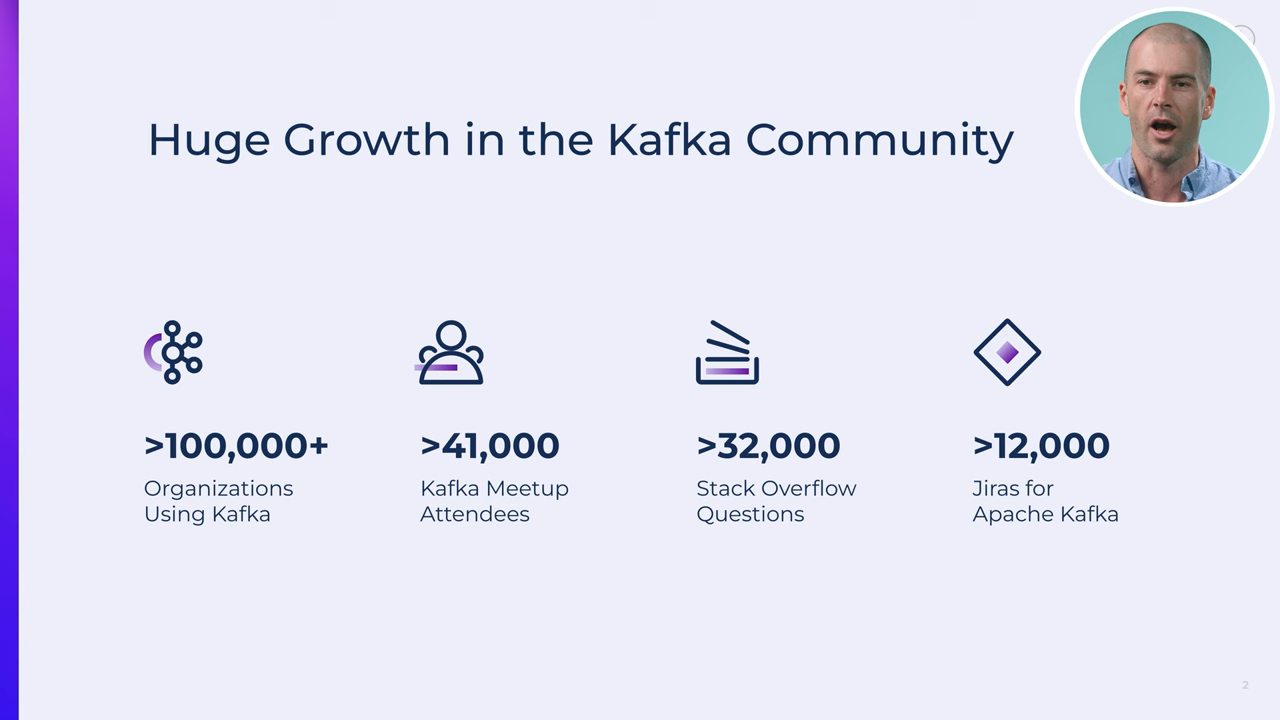 Huge Growth in the Kafka Community
>100,000+
Organizations
Using Kafka
>41,000
Kafka Meetup
Attendees
>32,000
Stack Overflow
Questions
>12,000
Jiras for
Apache Kafka
2